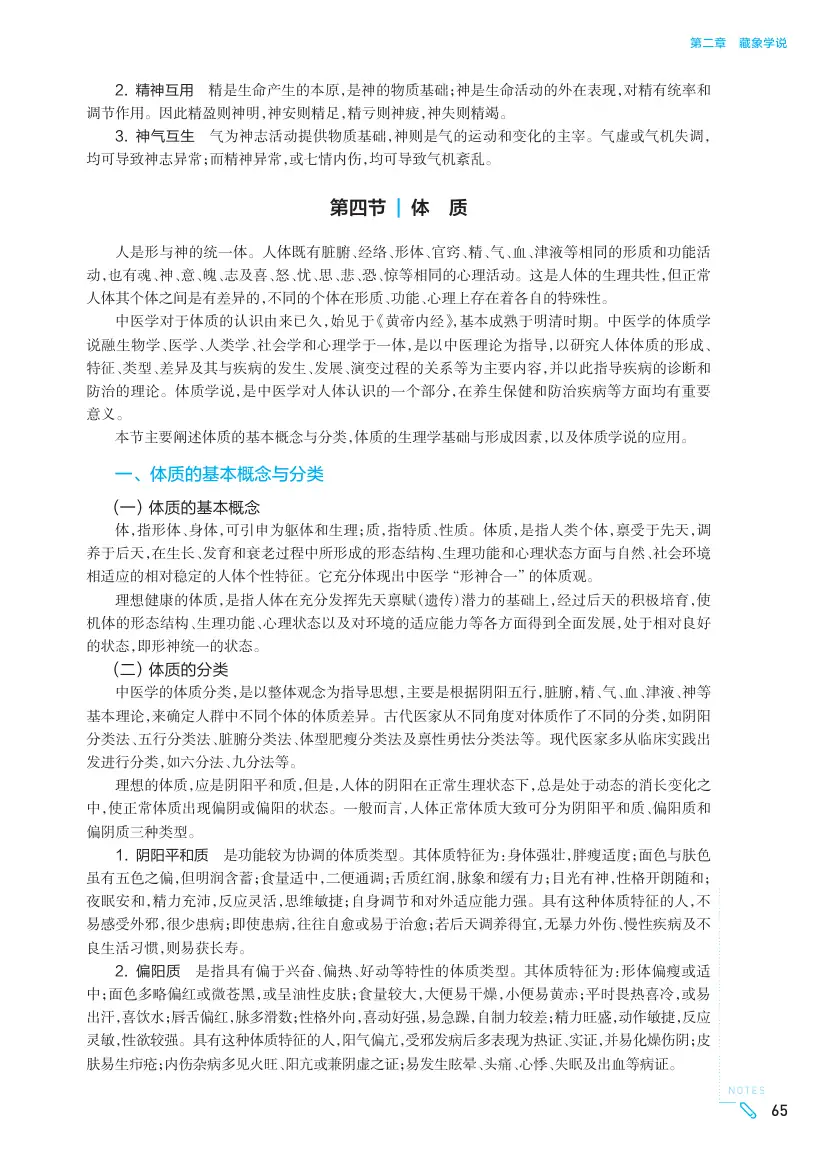 第二章　藏象学说
2. 精神互用　精是生命产生的本原,是神的物质基础;神是生命活动的外在表现,对精有统率和
调节作用。因此精盈则神明,神安则精足,精亏则神疲,神失则精竭。
3. 神气互生　气为神志活动提供物质基础,神则是气的运动和变化的主宰。气虚或气机失调,
均可导致神志异常;而精神异常,或七情内伤,均可导致气机紊乱。
第四节 | 体　质
人是形与神的统一体。人体既有脏腑、经络、形体、官窍、精、气、血、津液等相同的形质和功能活
动,也有魂、神、意、魄、志及喜、怒、忧、思、悲、恐、惊等相同的心理活动。这是人体的生理共性,但正常
人体其个体之间是有差异的,不同的个体在形质、功能、心理上存在着各自的特殊性。
中医学对于体质的认识由来已久,始见于《黄帝内经》,基本成熟于明清时期。中医学的体质学
说融生物学、医学、人类学、社会学和心理学于一体,是以中医理论为指导,以研究人体体质的形成、
特征、类型、差异及其与疾病的发生、发展、演变过程的关系等为主要内容,并以此指导疾病的诊断和
防治的理论。体质学说,是中医学对人体认识的一个部分,在养生保健和防治疾病等方面均有重要
意义。
本节主要阐述体质的基本概念与分类,体质的生理学基础与形成因素,以及体质学说的应用。
一、体质的基本概念与分类
（一）体质的基本概念
体,指形体、身体,可引申为躯体和生理;质,指特质、性质。体质,是指人类个体,禀受于先天,调
养于后天,在生长、发育和衰老过程中所形成的形态结构、生理功能和心理状态方面与自然、社会环境
相适应的相对稳定的人体个性特征。它充分体现出中医学“形神合一”的体质观。
理想健康的体质,是指人体在充分发挥先天禀赋(遗传)潜力的基础上,经过后天的积极培育,使
机体的形态结构、生理功能、心理状态以及对环境的适应能力等各方面得到全面发展,处于相对良好
的状态,即形神统一的状态。
（二）体质的分类
中医学的体质分类,是以整体观念为指导思想,主要是根据阴阳五行,脏腑,精、气、血、津液、神等
基本理论,来确定人群中不同个体的体质差异。古代医家从不同角度对体质作了不同的分类,如阴阳
分类法、五行分类法、脏腑分类法、体型肥瘦分类法及禀性勇怯分类法等。现代医家多从临床实践出
发进行分类,如六分法、九分法等。
理想的体质,应是阴阳平和质,但是,人体的阴阳在正常生理状态下,总是处于动态的消长变化之
中,使正常体质出现偏阴或偏阳的状态。一般而言,人体正常体质大致可分为阴阳平和质、偏阳质和
偏阴质三种类型。
1. 阴阳平和质　是功能较为协调的体质类型。其体质特征为:身体强壮,胖瘦适度;面色与肤色
虽有五色之偏,但明润含蓄;食量适中,二便通调;舌质红润,脉象和缓有力;目光有神,性格开朗随和;
夜眠安和,精力充沛,反应灵活,思维敏捷;自身调节和对外适应能力强。具有这种体质特征的人,不
易感受外邪,很少患病;即使患病,往往自愈或易于治愈;若后天调养得宜,无暴力外伤、慢性疾病及不
良生活习惯,则易获长寿。
2. 偏阳质　是指具有偏于兴奋、偏热、好动等特性的体质类型。其体质特征为:形体偏瘦或适
中;面色多略偏红或微苍黑,或呈油性皮肤;食量较大,大便易干燥,小便易黄赤;平时畏热喜冷,或易
出汗,喜饮水;唇舌偏红,脉多滑数;性格外向,喜动好强,易急躁,自制力较差;精力旺盛,动作敏捷,反应
灵敏,性欲较强。具有这种体质特征的人,阳气偏亢,受邪发病后多表现为热证、实证,并易化燥伤阴;皮
肤易生疖疮;内伤杂病多见火旺、阳亢或兼阴虚之证;易发生眩晕、头痛、心悸、失眠及出血等病证。
NOTES
65